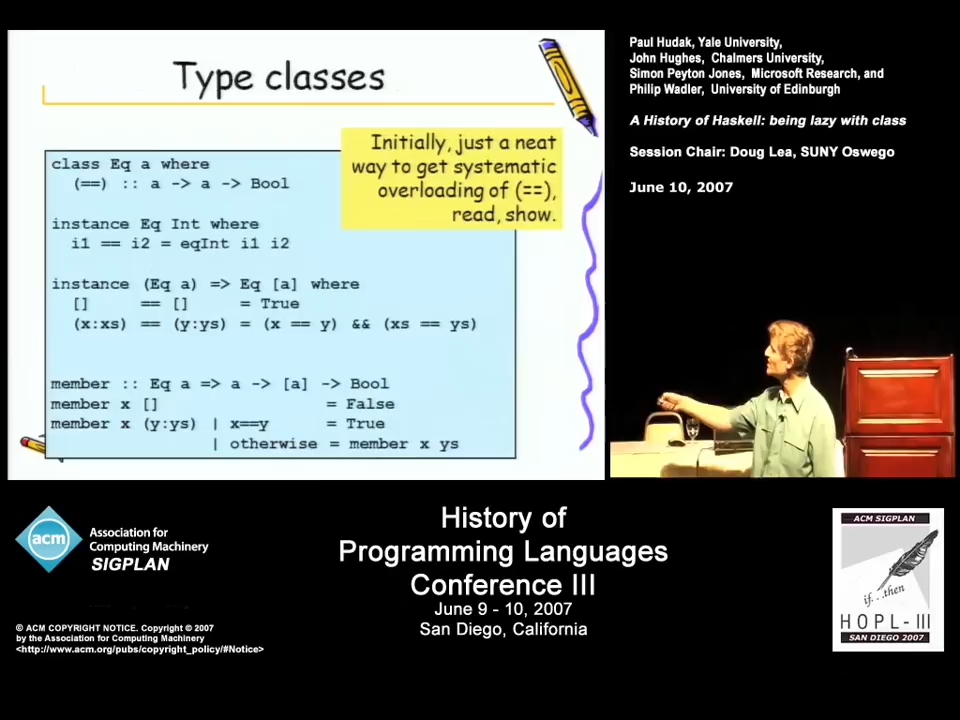 Type classes
Initially, just a neat
way to get systematic
overloading of (==),
read, show.
class Eq a where
(==) :: a -> a -> Bool
instance Eq Int where
i1 == i2 = eqInt i1 i2
instance (Eq a) => Eq [a] where
[] == [] = True
(x:xs) == (y:ys) = (x == y) && (xs == ys)
member :: Eq a => a -> [a] -> Bool
member x [] = False
member x (y:ys) | x==y = True
| otherwise = member x ys
Paul Hudak, Yale University,
John Hughes, Chalmers University,
Simon Peyton Jones, Microsoft Research, and
Philip Wadler, University of Edinburgh
A History of Haskell: being lazy with class
Session Chair: Doug Lea, SUNY Oswego
June 10, 2007
acm
Association for
Computing Machinery
SIGPLAN
© ACM COPYRIGHT NOTICE. Copyright © 2007
by the Association for Computing Machinery
<http://www.acm.org/pubs/copyright_policy/#Notice>
History of
Programming Languages
Conference III
June 9 - 10, 2007
San Diego, California
ACM SIGPLAN
if...then
HOPL-III
SAN DIEGO 2007